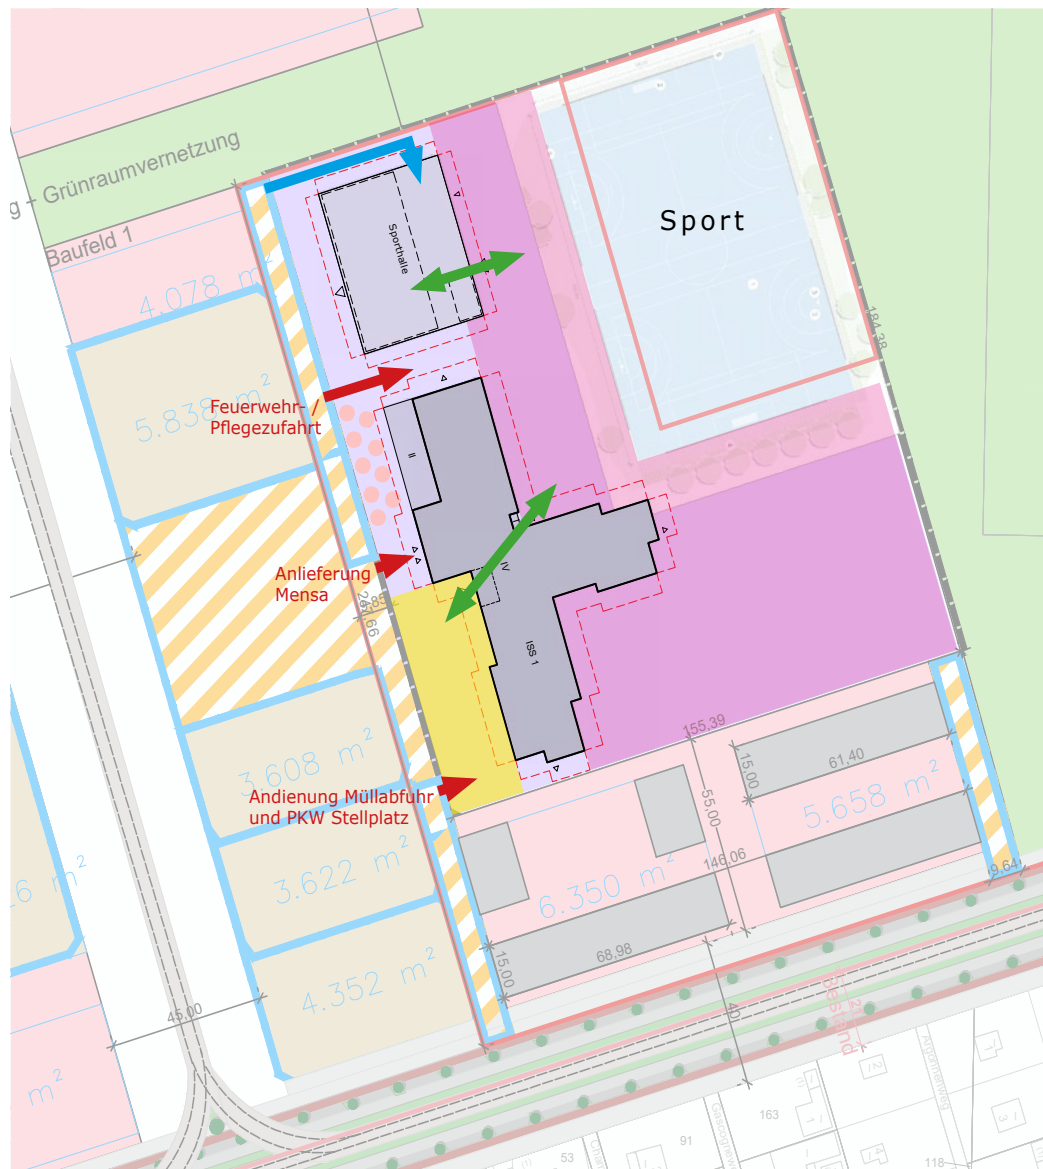 g - Grünraumvernetzung
Baufeld 1
4.078 m²
Sport
Sporthalle
184,38
5.838 m²
Feuerwehr- /
Pflegezufahrt
II
IV
Anlieferung
Mensa
ISS 1
3.608 m²
155,39
15,00
61,40
5.658 m²
Andienung Müllabfuhr
und PKW Stellplatz
55,00
146,06
9,64
3.622 m²
6.350 m²
m²
68,98
15,00
4.352 m²
45,00
40
Bestand
m²
Argonnenweg
163
91
53
118